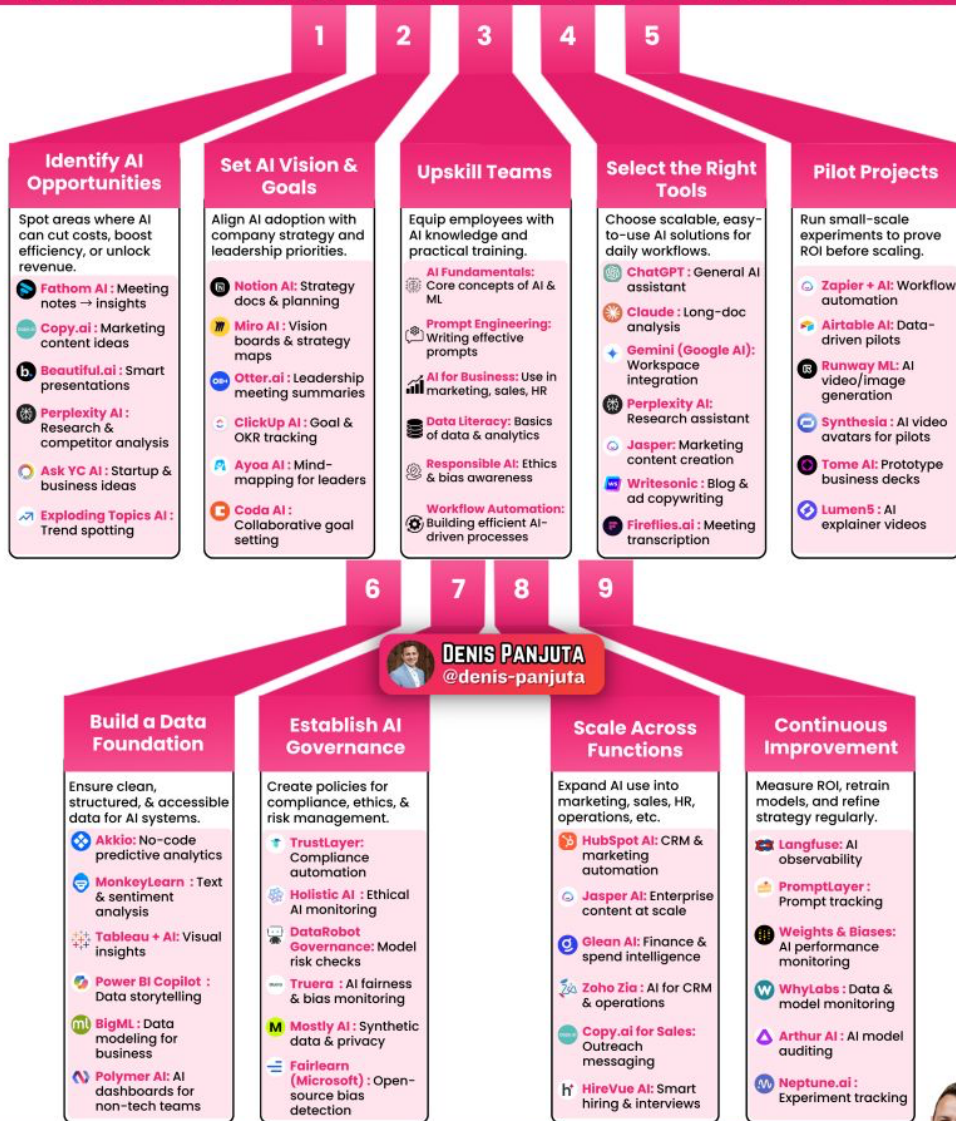 1
2
3
4
5
Identify AI
Opportunities
Spot areas where AI
can cut costs, boost
efficiency, or unlock
revenue.
Fathom AI : Meeting
notes → insights
Copy.ai : Marketing
content ideas
Beautiful.ai : Smart
presentations
Perplexity AI :
Research &
competitor analysis
Ask YC AI : Startup &
business ideas
Exploding Topics AI :
Trend spotting
Set AI Vision &
Goals
Align AI adoption with
company strategy and
leadership priorities.
Notion AI: Strategy
docs & planning
Miro AI : Vision
boards & strategy
maps
Otter.ai : Leadership
meeting summaries
ClickUp AI : Goal &
OKR tracking
Ayoa AI : Mind-
mapping for leaders
Coda AI :
Collaborative goal
setting
Upskill Teams
Equip employees with
AI knowledge and
practical training.
AI Fundamentals:
Core concepts of AI &
ML
Prompt Engineering:
Writing effective
prompts
AI for Business: Use in
marketing, sales, HR
Data Literacy: Basics
of data & analytics
Responsible AI: Ethics
& bias awareness
Workflow Automation:
Building efficient AI-
driven processes
Select the Right
Tools
Choose scalable, easy-
to-use AI solutions for
daily workflows.
ChatGPT : General AI
assistant
Claude : Long-doc
analysis
Gemini (Google AI):
Workspace
integration
Perplexity AI:
Research assistant
Jasper: Marketing
content creation
Writesonic : Blog &
ad copywriting
Fireflies.ai : Meeting
transcription
Pilot Projects
Run small-scale
experiments to prove
ROI before scaling.
Zapier + AI: Workflow
automation
Airtable AI: Data-
driven pilots
Runway ML: AI
video/image
generation
Synthesia : AI video
avatars for pilots
Tome AI: Prototype
business decks
Lumen5 : AI
explainer videos
6
7
8
9
DENIS PANJUTA
@denis-panjuta
Build a Data
Foundation
Ensure clean,
structured, & accessible
data for AI systems.
Akkio: No-code
predictive analytics
MonkeyLearn : Text
& sentiment
analysis
Tableau + AI: Visual
insights
Power BI Copilot :
Data storytelling
BigML : Data
modeling for
business
Polymer AI: AI
dashboards for
non-tech teams
Establish AI
Governance
Create policies for
compliance, ethics, &
risk management.
TrustLayer:
Compliance
automation
Holistic AI : Ethical
AI monitoring
DataRobot
Governance: Model
risk checks
Truera : AI fairness
& bias monitoring
Mostly AI : Synthetic
data & privacy
Fairlearn
(Microsoft) : Open-
source bias
detection
Scale Across
Functions
Expand AI use into
marketing, sales, HR,
operations, etc.
HubSpot AI: CRM &
marketing
automation
Jasper AI: Enterprise
content at scale
Glean AI: Finance &
spend intelligence
Zoho Zia : AI for CRM
& operations
Copy.ai for Sales:
Outreach
messaging
HireVue AI: Smart
hiring & interviews
Continuous
Improvement
Measure ROI, retrain
models, and refine
strategy regularly.
Langfuse: AI
observability
PromptLayer :
Prompt tracking
Weights & Biases:
AI performance
monitoring
WhyLabs : Data &
model monitoring
Arthur AI : AI model
auditing
Neptune.ai :
Experiment tracking